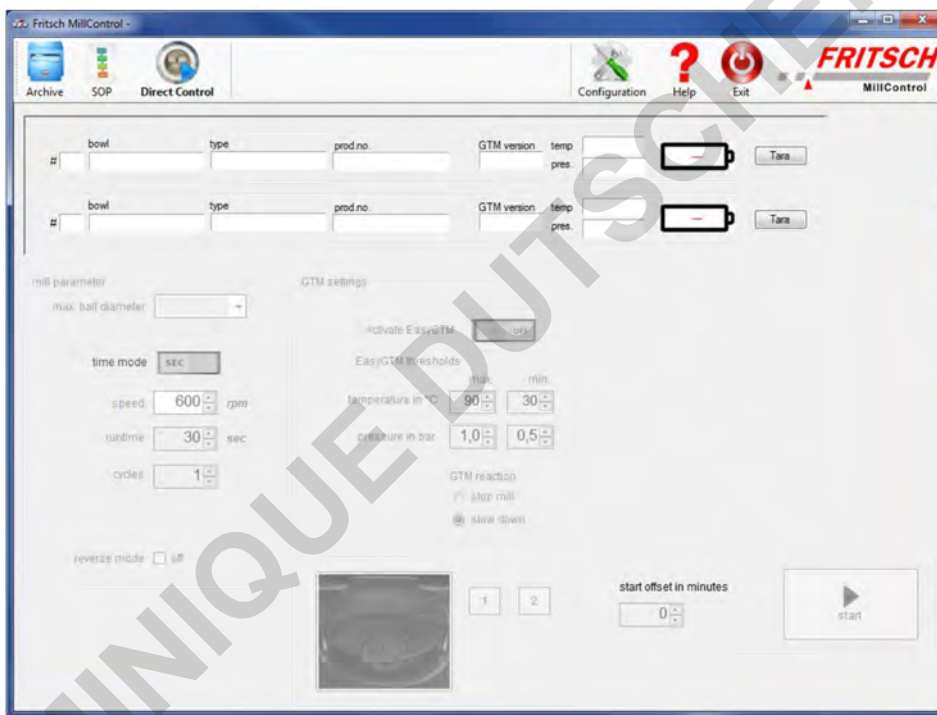 Fritsch MillControl -
Archive SOP Direct Control Configuration Help Exit FRITSCH
MillControl
bowl type prod.no. GTM version temp
# pres. Tara
bowl type prod.no. GTM version temp
# pres. Tara
mill parameter GTM settings
max. ball diameter
Activate EasyGTM OFF
time mode SEC EasyGTM thresholds
max. min.
speed 600 rpm temperature in °C 90 30
runtime 30 sec pressure in bar 1,0 0,5
cycles 1 GTM reaction
stop mill
slow down
reverse mode off
1 2 start offset in minutes
0 start
UNIQUE DUTSCHER